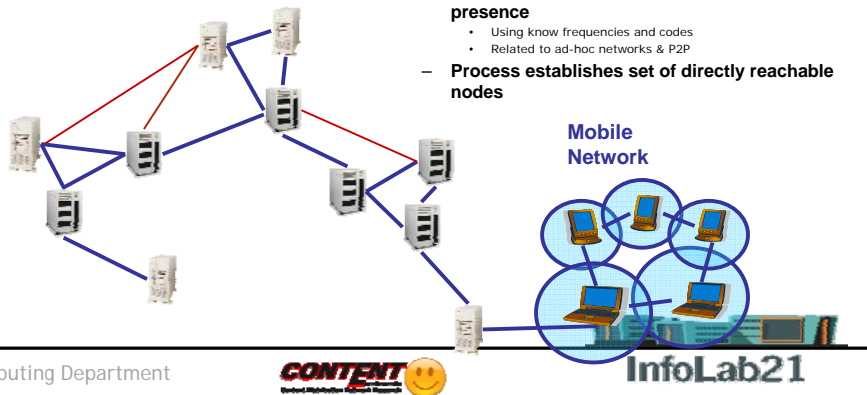 presence
• Using know frequencies and codes
• Related to ad-hoc networks & P2P
– Process establishes set of directly reachable
nodes
Mobile
Network
puting Department
CONTENT
InfoLab21